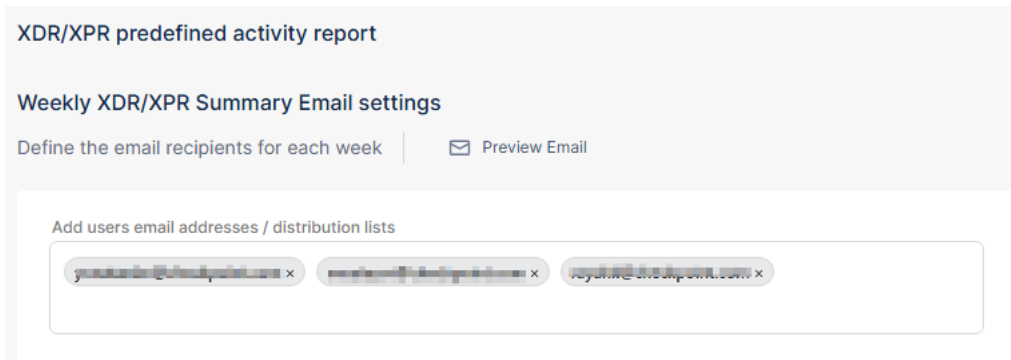 XDR/XPR predefined activity report
Weekly XDR/XPR Summary Email settings
Define the email recipients for each week
Preview Email
Add users email addresses / distribution lists
× × ×